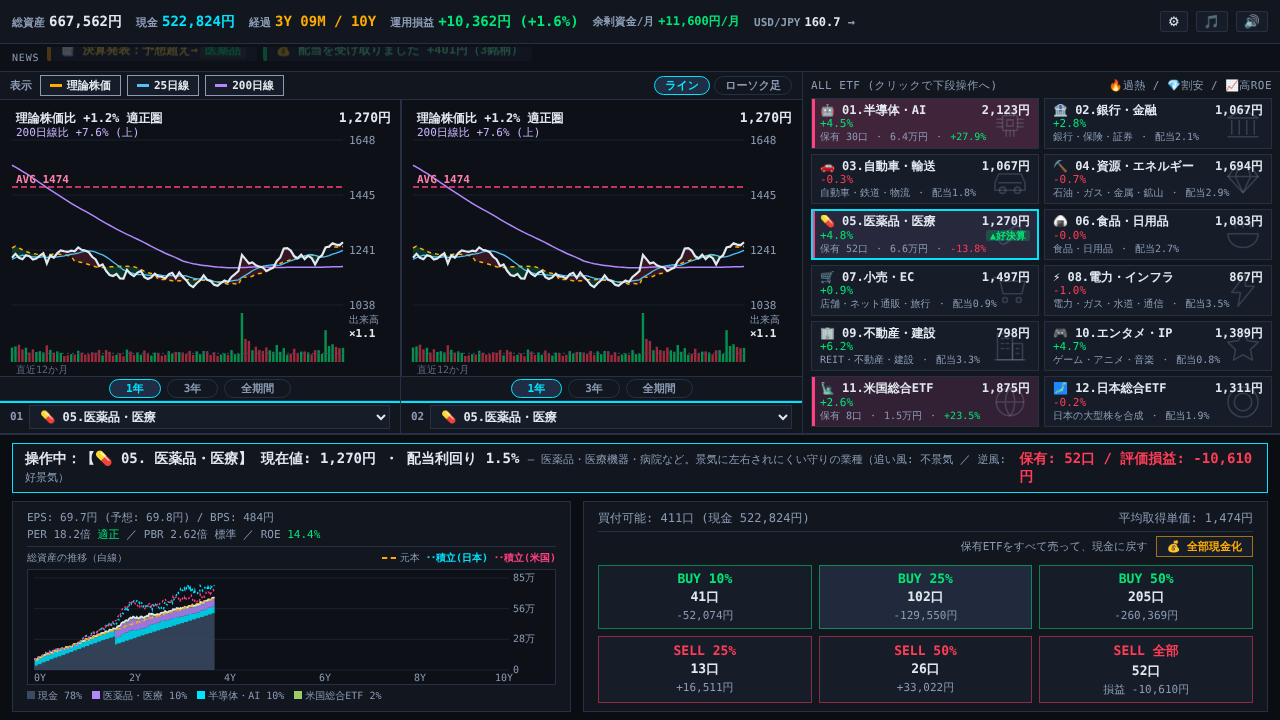 総資産 667,562円 現金 522,824円 経過 3Y 09M / 10Y 運用損益 +10,362円 (+1.6%) 余剰資金/月 +11,600円/月 USD/JPY 160.7 →
NEWS 決算発表：予想超え→ 医薬品 配当を受け取りました +401円（3銘柄）
表示 理論株価 25日線 200日線 ライン ローソク足
理論株価比 +1.2% 適正圏 1,270円
200日線比 +7.6% (上)
1648
AVG 1474
1445
1241
1038
出来高
×1.1
直近12か月
1年 3年 全期間
01 05.医薬品・医療
理論株価比 +1.2% 適正圏 1,270円
200日線比 +7.6% (上)
1648
AVG 1474
1445
1241
1038
出来高
×1.1
直近12か月
1年 3年 全期間
02 05.医薬品・医療
ALL ETF (クリックで下段操作へ) 🔥過熱 / 💎割安 / 📈高ROE
01.半導体・AI 2,123円
+4.5%
保有 30口 ・ 6.4万円 ・ +27.9%
02.銀行・金融 1,067円
+2.8%
銀行・保険・証券 ・ 配当2.1%
03.自動車・輸送 1,067円
-0.3%
自動車・鉄道・物流 ・ 配当1.8%
04.資源・エネルギー 1,694円
-0.7%
石油・ガス・金属・鉱山 ・ 配当2.9%
05.医薬品・医療 1,270円
+4.8% ▲好決算
保有 52口 ・ 6.6万円 ・ -13.8%
06.食品・日用品 1,083円
-0.0%
食品・日用品 ・ 配当2.7%
07.小売・EC 1,497円
+0.9%
店舗・ネット通販・旅行 ・ 配当0.9%
08.電力・インフラ 867円
-1.0%
電力・ガス・水道・通信 ・ 配当3.5%
09.不動産・建設 798円
+6.2%
REIT・不動産・建設 ・ 配当3.3%
10.エンタメ・IP 1,389円
+4.7%
ゲーム・アニメ・音楽 ・ 配当0.8%
11.米国総合ETF 1,875円
+2.6%
保有 8口 ・ 1.5万円 ・ +23.5%
12.日本総合ETF 1,311円
-0.2%
日本の大型株を合成 ・ 配当1.9%
操作中：【💊 05. 医薬品・医療】 現在値: 1,270円 ・ 配当利回り 1.5% — 医薬品・医療機器・病院など。景気に左右されにくい守りの業種（追い風: 不景気 ／ 逆風:
好景気）
保有: 52口 / 評価損益: -10,610
円
EPS: 69.7円 (予想: 69.8円) / BPS: 484円
PER 18.2倍 適正 ／ PBR 2.62倍 標準 ／ ROE 14.4%
総資産の推移（白線） 元本 ··積立(日本) ··積立(米国)
85万
56万
28万
0
0Y 2Y 4Y 6Y 8Y 10Y
現金 78% 医薬品・医療 10% 半導体・AI 10% 米国総合ETF 2%
買付可能: 411口 (現金 522,824円) 平均取得単価: 1,474円
保有ETFをすべて売って、現金に戻す 💰 全部現金化
BUY 10%
41口
-52,074円
BUY 25%
102口
-129,550円
BUY 50%
205口
-260,369円
SELL 25%
13口
+16,511円
SELL 50%
26口
+33,022円
SELL 全部
52口
損益 -10,610円